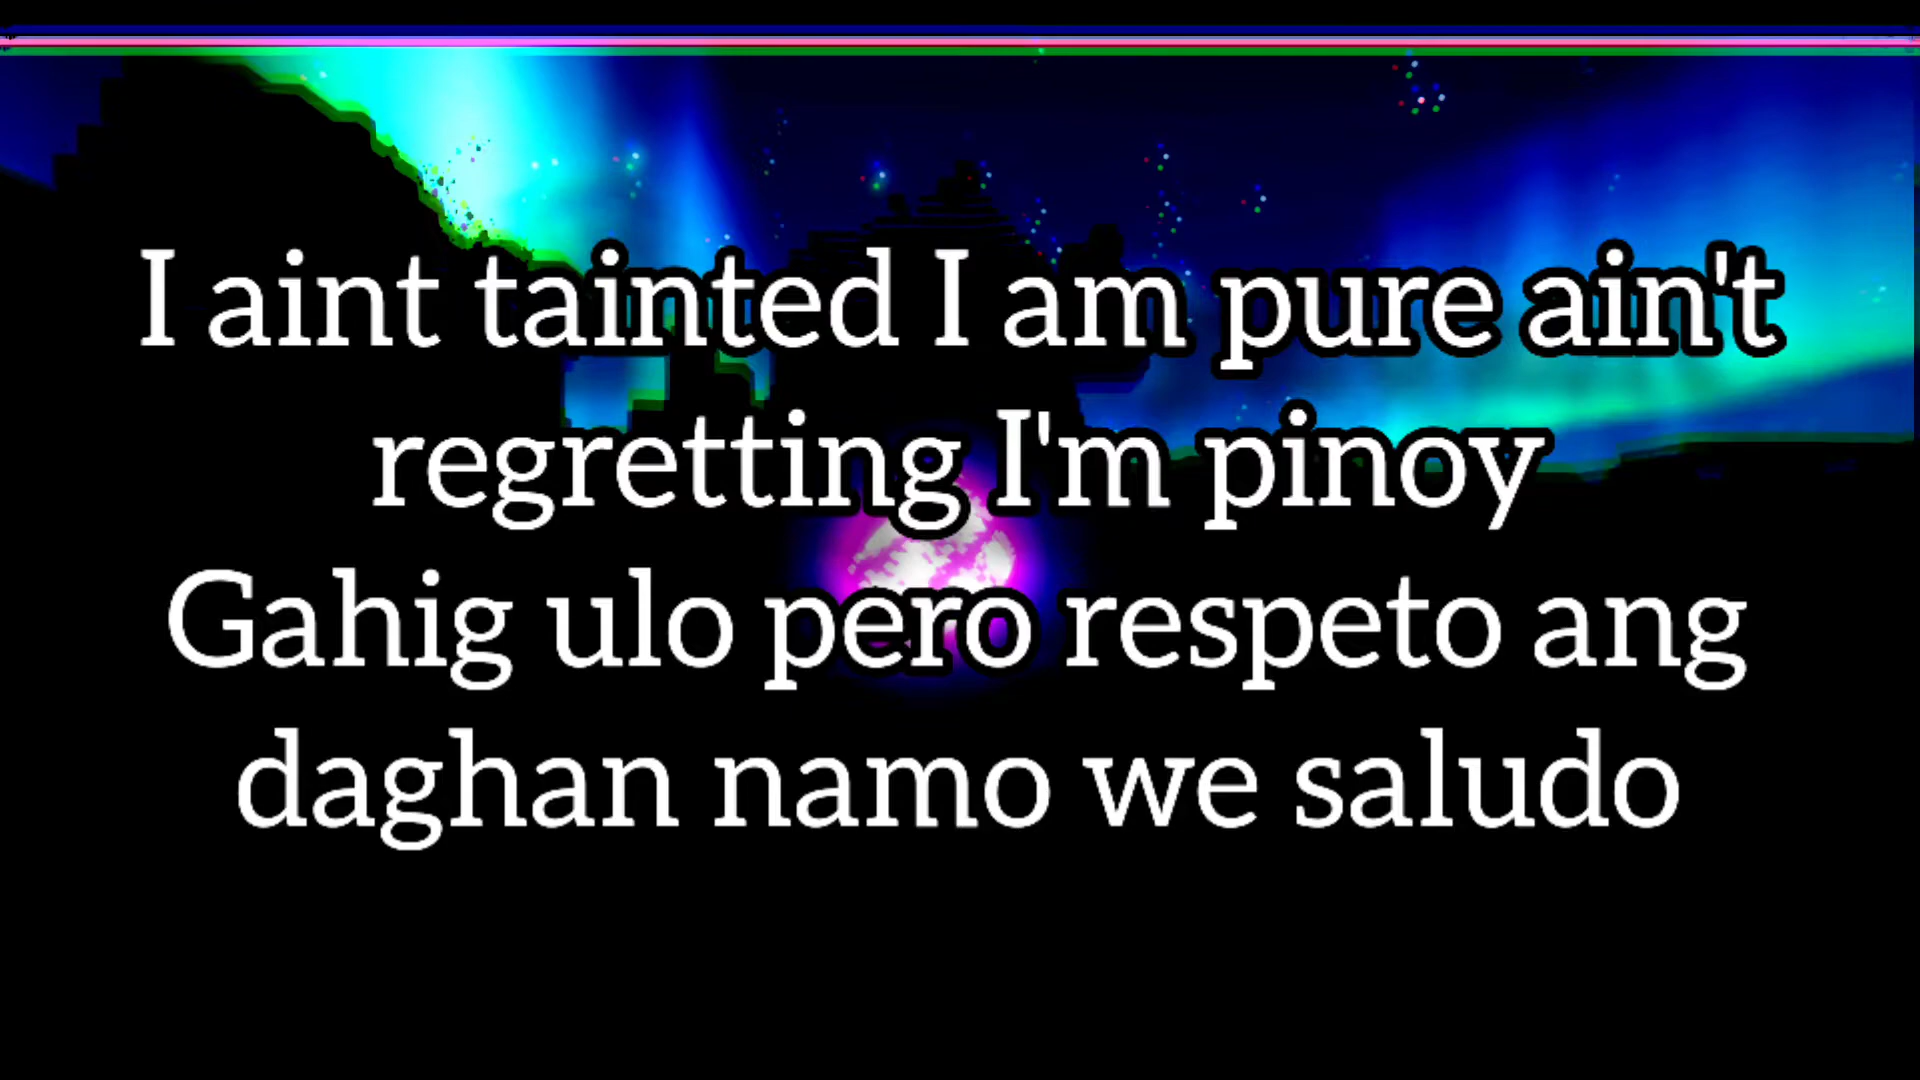 I aint tainted I am pure ain't
regretting I'm pinoy
Gahig ulo pero respeto ang
daghan namo we saludo